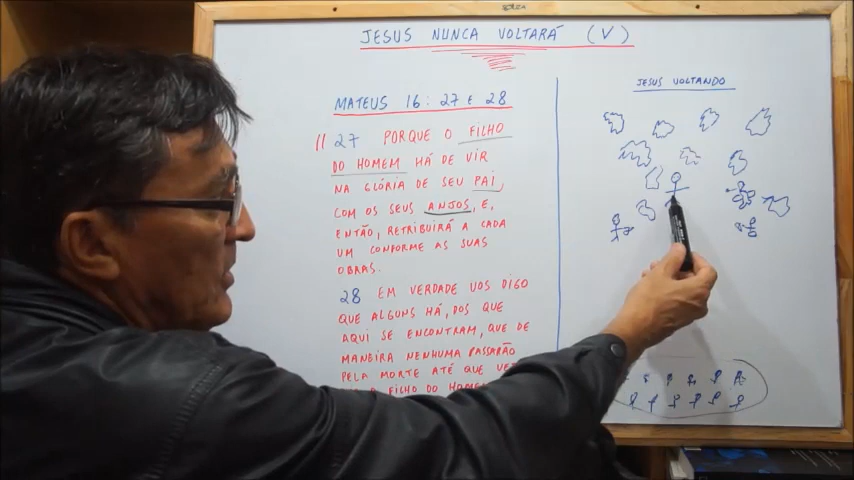 JESUS NUNCA VOLTARÁ (V)
MATEUS 16: 27 E 28
27 PORQUE O FILHO
DO HOMEM HÁ DE VIR
NA GLÓRIA DE SEU PAI,
COM OS SEUS ANJOS, E,
ENTÃO, RETRIBUIRÁ A CADA
UM CONFORME AS SUAS
OBRAS.
28 EM VERDADE VOS DIGO
QUE ALGUNS HÁ, DOS QUE
AQUI SE ENCONTRAM, QUE DE
MANEIRA NENHUMA PASSARÃO
PELA MORTE ATÉ QUE
O FILHO DO HOMEM
JESUS VOLTANDO